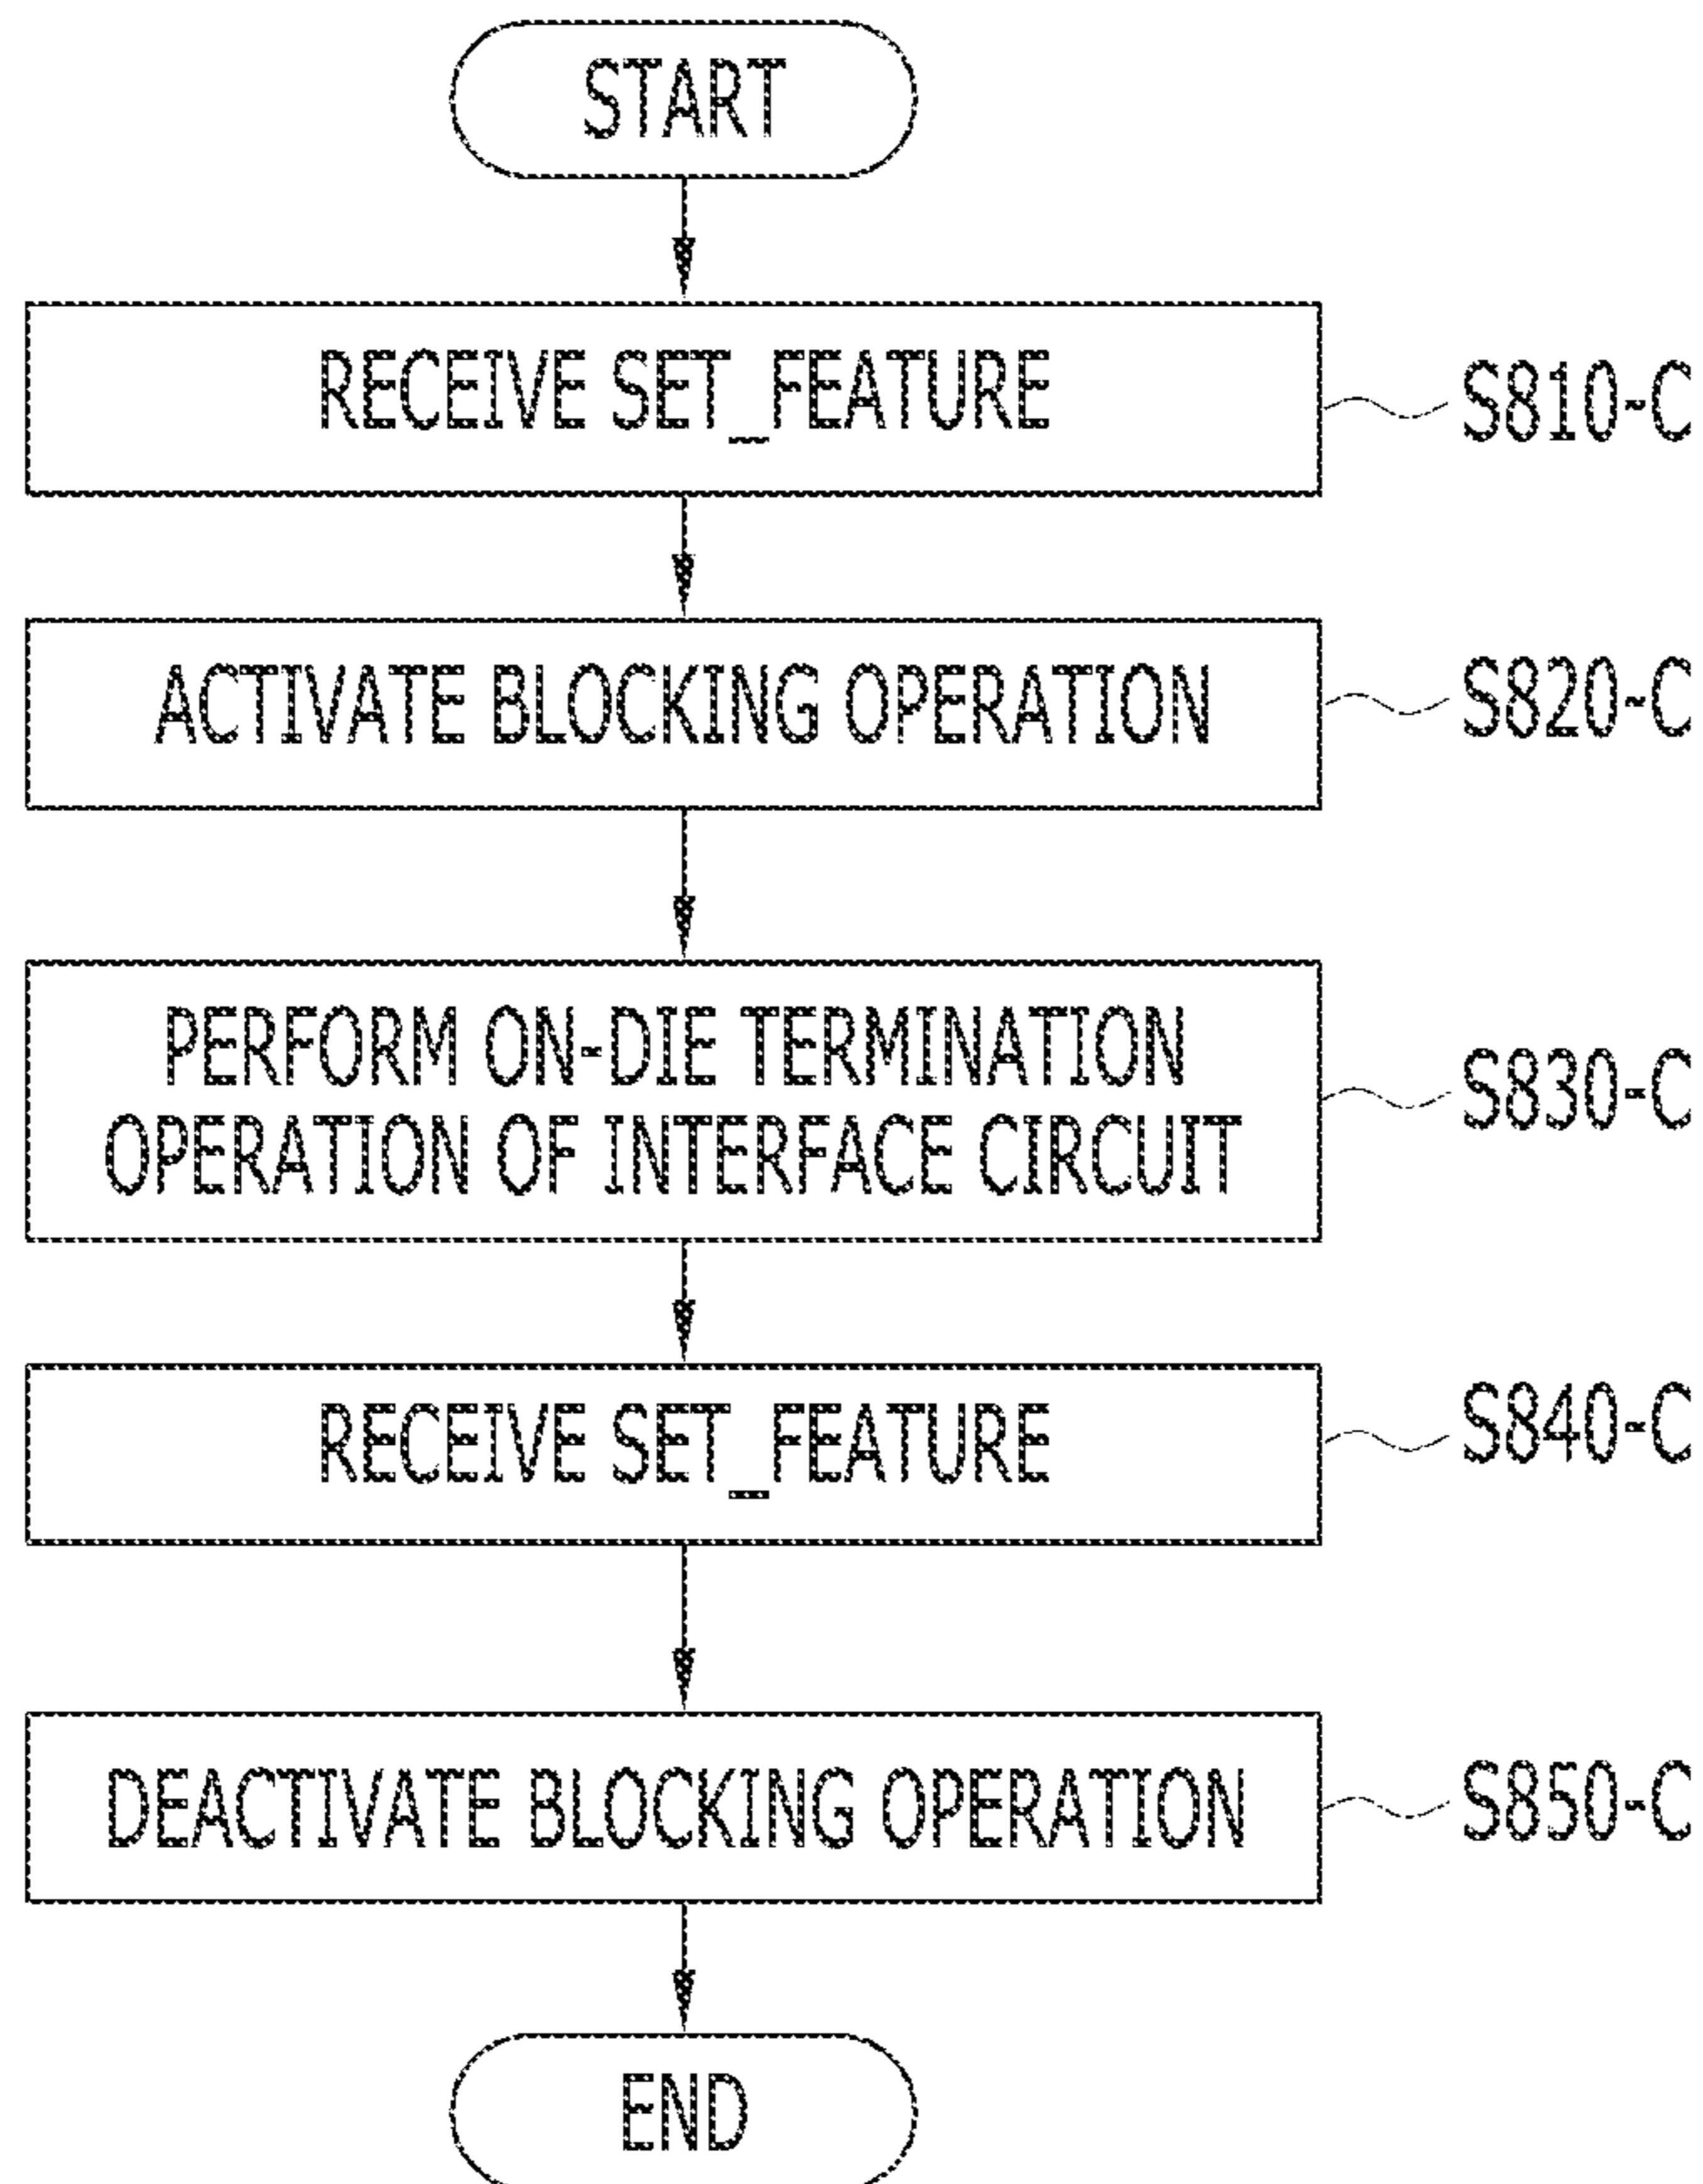 START
RECEIVE SET_FEATURE
S810-C
ACTIVATE BLOCKING OPERATION
S820-C
PERFORM ON-DIE TERMINATION
OPERATION OF INTERFACE CIRCUIT
S830-C
RECEIVE SET_FEATURE
S840-C
DEACTIVATE BLOCKING OPERATION
S850-C
END